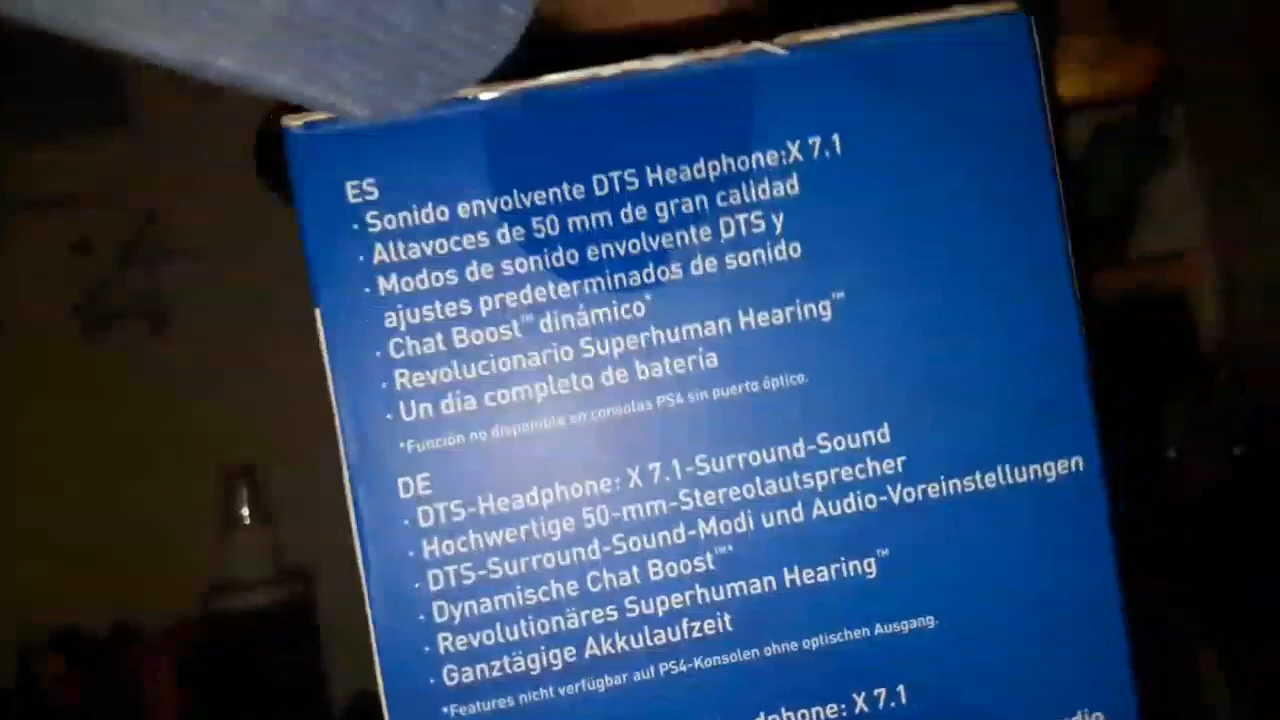 ES
· Sonido envolvente DTS Headphone:X 7.1
· Altavoces de 50 mm de gran calidad
· Modos de sonido envolvente DTS y
ajustes predeterminados de sonido
· Chat Boost™ dinámico*
· Revolucionario Superhuman Hearing™
· Un día completo de batería
*Función no disponible en consolas PS4 sin puerto óptico.
DE
· DTS-Headphone: X 7.1-Surround-Sound
· Hochwertige 50-mm-Stereolautsprecher
· DTS-Surround-Sound-Modi und Audio-Voreinstellungen
· Dynamische Chat Boost™*
· Revolutionäres Superhuman Hearing™
· Ganztägige Akkulaufzeit
*Features nicht verfügbar auf PS4-Konsolen ohne optischen Ausgang.
X 7.1